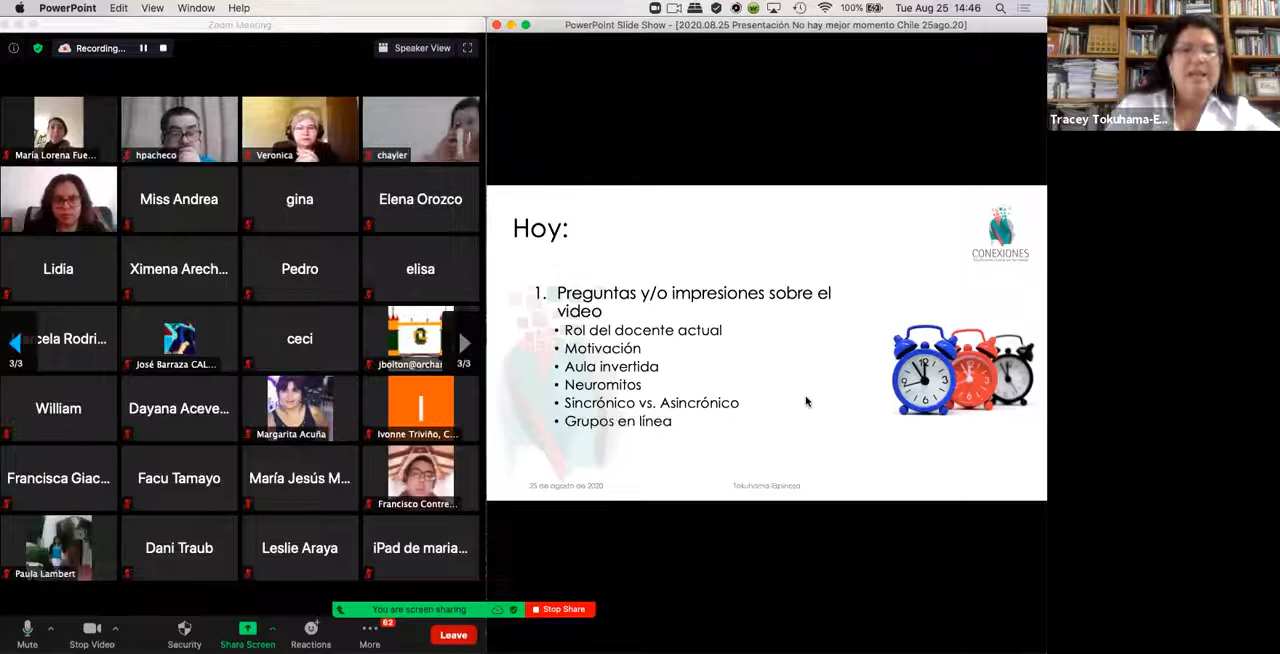 PowerPoint File Edit View Window Help
100% Tue Aug 25 14:46
Zoom Meeting
PowerPoint Slide Show - [2020.08.25 Presentación No hay mejor momento Chile 25ago.20]
Recording...
Speaker View
Tracey Tokuhama-E...
María Lorena Fue...
hpacheco
Veronica
chayler
Miss Andrea
gina
Elena Orozco
Lidia
Ximena Arech...
Pedro
elisa
cela Rodri...
3/3
José Barraza CAL...
ceci
jbolton@orchar
3/3
William
Dayana Aceve...
Margarita Acuña
I
Ivonne Triviño, C...
Francisca Giac...
Facu Tamayo
María Jesús M...
Francisco Contre...
Paula Lambert
Dani Traub
Leslie Araya
iPad de maria...
Hoy:
CONEXIONES
1. Preguntas y/o impresiones sobre el
video
• Rol del docente actual
• Motivación
• Aula invertida
• Neuromitos
• Sincrónico vs. Asincrónico
• Grupos en línea
25 de agosto de 2020
Tokuhama-Espinosa
You are screen sharing
Stop Share
Mute
Stop Video
Security
Share Screen
Reactions
62
More
Leave